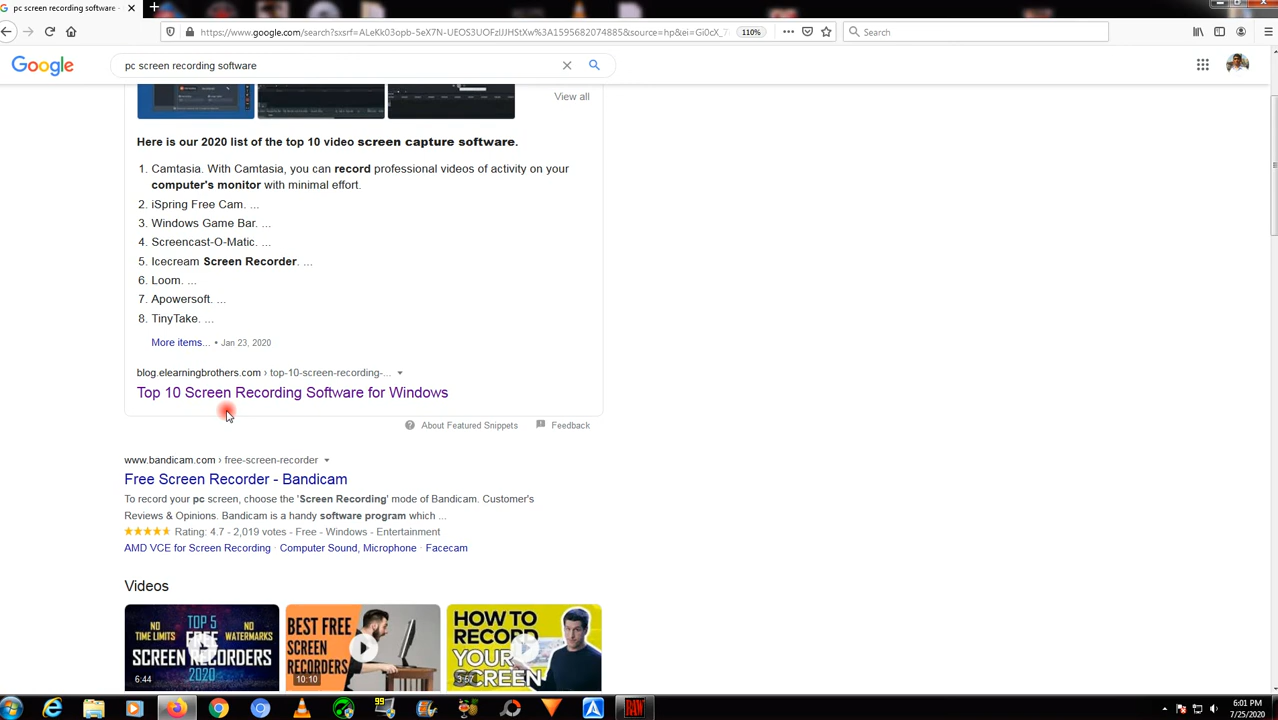 pc screen recording software -
https://www.google.com/search?sxsrf=ALeKk03opb-5eX7N-UEOS3UOFzIJJHStXw%3A1595682074885&source=hp&ei=Gi0cX_
110%
Search
Google
pc screen recording software
View all
Here is our 2020 list of the top 10 video screen capture software.
1. Camtasia. With Camtasia, you can record professional videos of activity on your
computer's monitor with minimal effort.
2. iSpring Free Cam. ...
3. Windows Game Bar. ...
4. Screencast-O-Matic. ...
5. Icecream Screen Recorder. ...
6. Loom. ...
7. Apowersoft. ...
8. TinyTake. ...
More items... • Jan 23, 2020
blog.elearningbrothers.com › top-10-screen-recording-...
Top 10 Screen Recording Software for Windows
About Featured Snippets
Feedback
www.bandicam.com › free-screen-recorder
Free Screen Recorder - Bandicam
To record your pc screen, choose the 'Screen Recording' mode of Bandicam. Customer's
Reviews & Opinions. Bandicam is a handy software program which ...
Rating: 4.7 - 2,019 votes - Free - Windows - Entertainment
AMD VCE for Screen Recording · Computer Sound, Microphone · Facecam
Videos
NO TIME LIMITS
TOP 5
FREE
NO WATERMARKS
SCREEN RECORDERS
2020
6:44
BEST FREE
SCREEN
RECORDERS
10:10
HOW TO
RECORD
YOUR
SCREEN
3:57
99
RAW
6:01 PM
7/25/2020